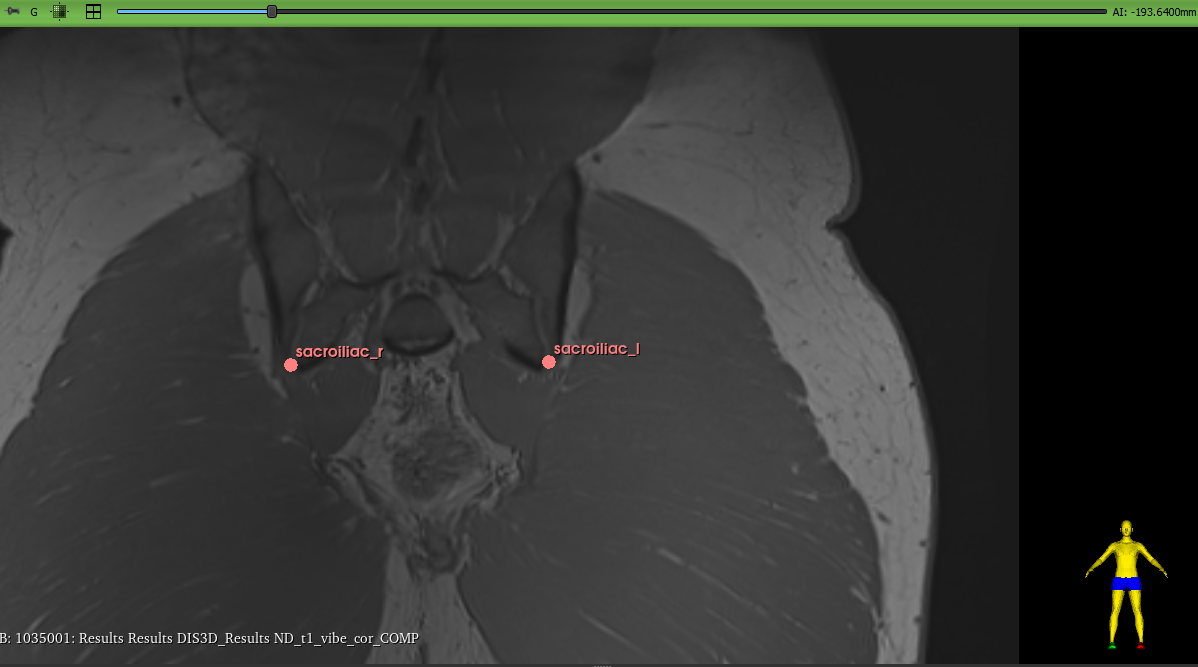 G
AI: -193.6400mm
sacroiliac_r
sacroiliac_l
B: 1035001: Results Results DIS3D_Results ND_t1_vibe_cor_COMP